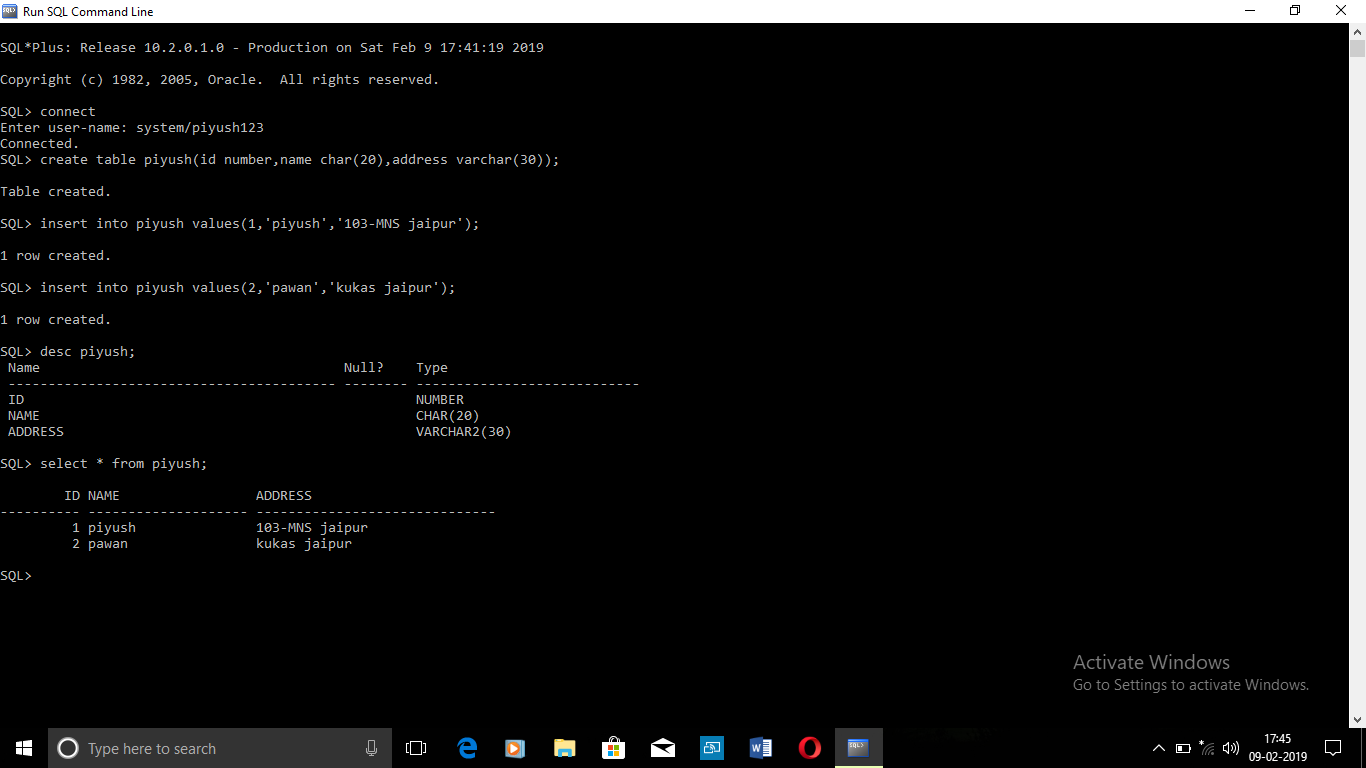 Run SQL Command Line
SQL*Plus: Release 10.2.0.1.0 - Production on Sat Feb 9 17:41:19 2019
Copyright (c) 1982, 2005, Oracle.  All rights reserved.
SQL> connect
Enter user-name: system/piyush123
Connected.
SQL> create table piyush(id number,name char(20),address varchar(30));
Table created.
SQL> insert into piyush values(1,'piyush','103-MNS jaipur');
1 row created.
SQL> insert into piyush values(2,'pawan','kukas jaipur');
1 row created.
SQL> desc piyush;
Name Null? Type
----------------------------------------- -------- ----------------------------
ID NUMBER
NAME CHAR(20)
ADDRESS VARCHAR2(30)
SQL> select * from piyush;
ID NAME ADDRESS
---------- -------------------- ------------------------------
1 piyush 103-MNS jaipur
2 pawan kukas jaipur
SQL>
Activate Windows
Go to Settings to activate Windows.
Type here to search
17:45
09-02-2019